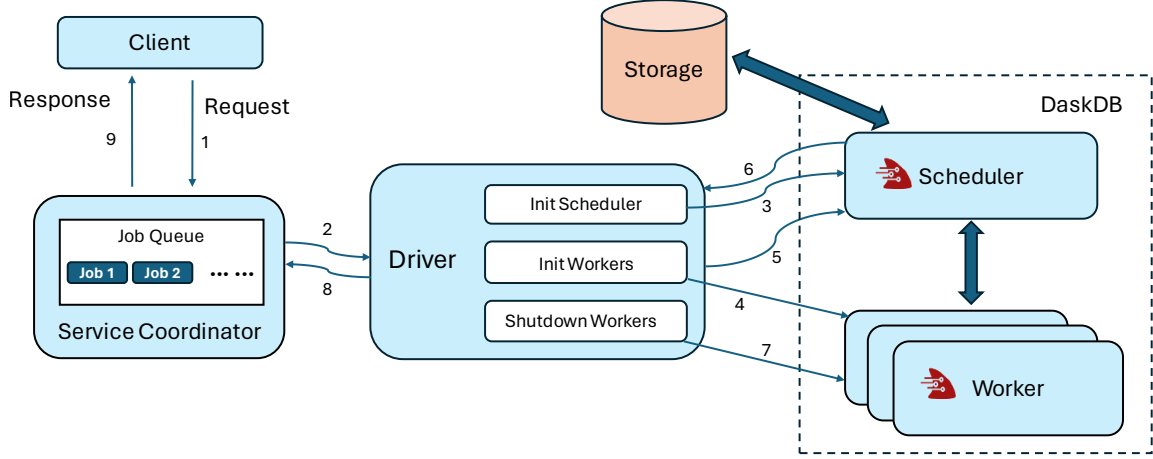 Client
Storage
Response
Request
9
1
DaskDB
6
Scheduler
Init Scheduler
3
Job Queue
2
Driver
5
Init Workers
Job 1
Job 2
... ...
8
4
Shutdown Workers
Service Coordinator
7
Worker